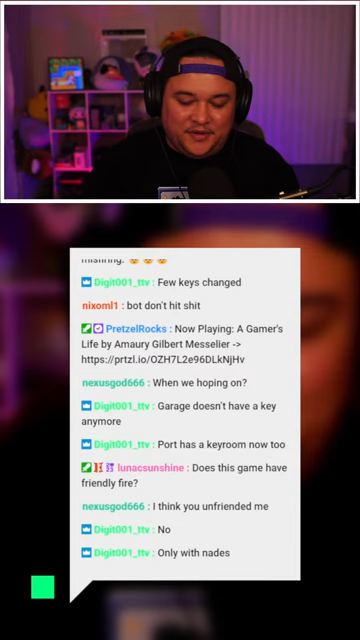 misfiring:
Digit001_ttv : Few keys changed
nixoml1 : bot don't hit shit
PretzelRocks : Now Playing: A Gamer's
Life by Amaury Gilbert Messelier ->
https://prtzl.io/OZH7L2e96DLkNjHv
nexusgod666 : When we hoping on?
Digit001_ttv : Garage doesn't have a key
anymore
Digit001_ttv : Port has a keyroom now too
lunacsunshine : Does this game have
friendly fire?
nexusgod666 : I think you unfriended me
Digit001_ttv : No
Digit001_ttv : Only with nades